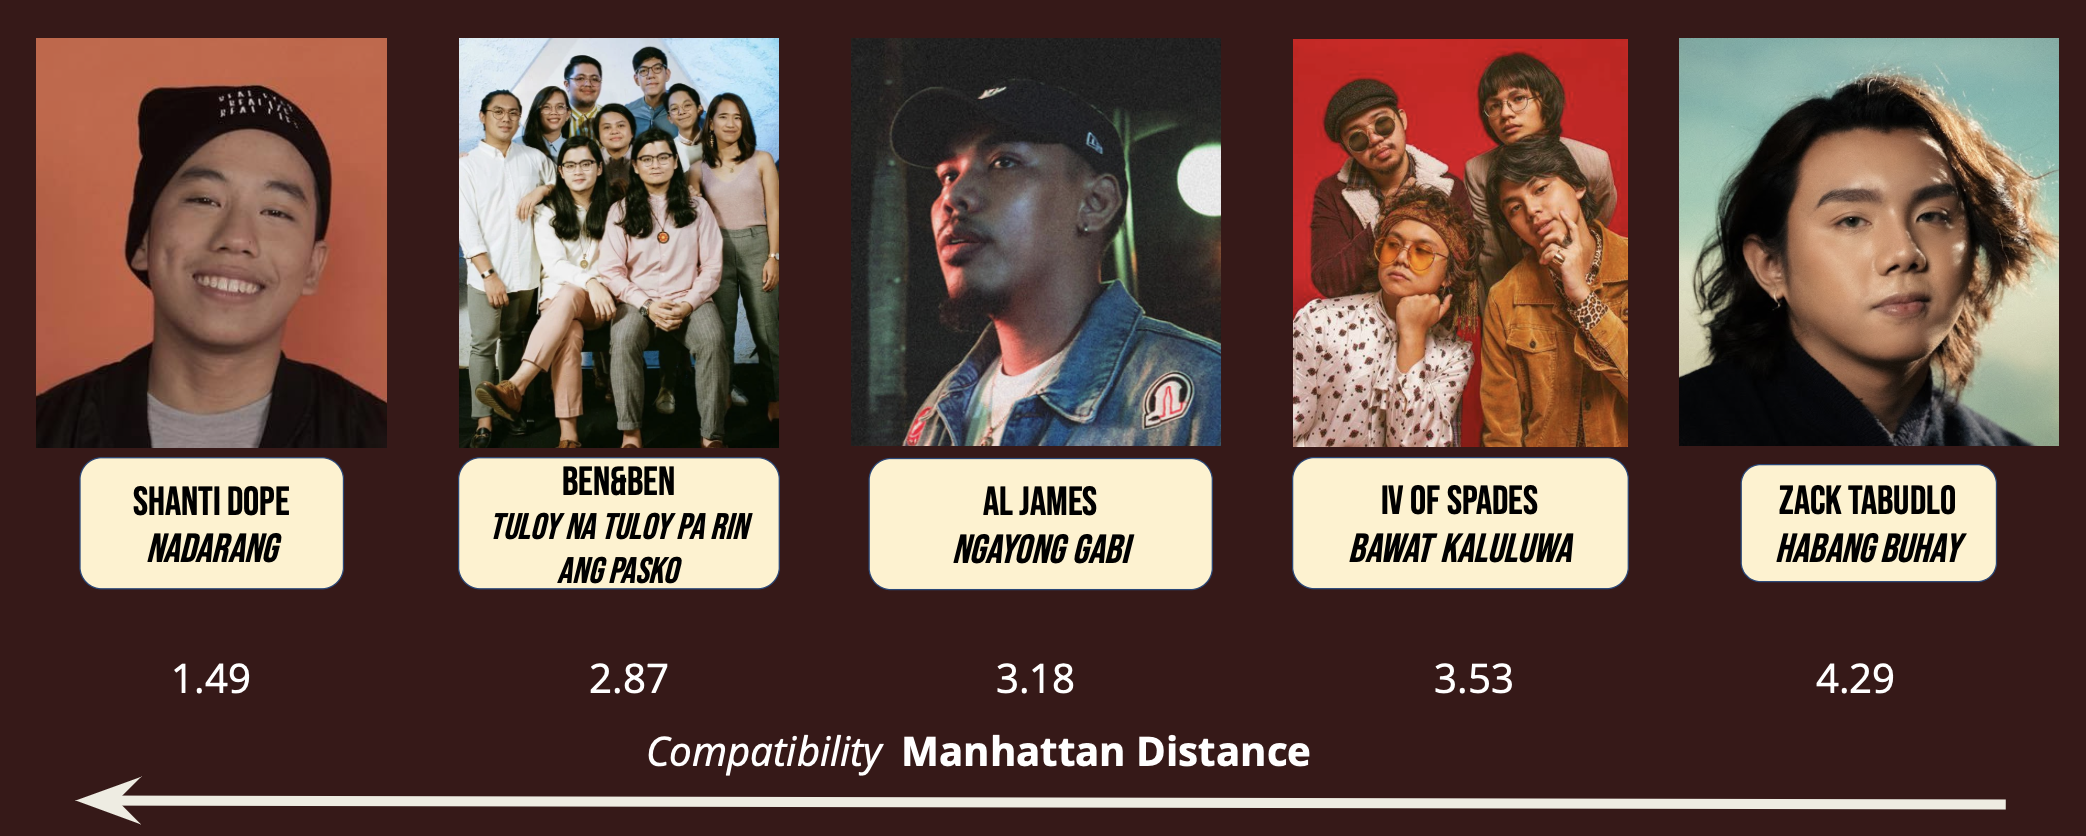 SHANTI DOPE
NADARANG
BEN&BEN
TULOY NA TULOY PA RIN
ANG PASKO
AL JAMES
NGAYONG GABI
IV OF SPADES
BAWAT KALULUWA
ZACK TABUDLO
HABANG BUHAY
1.49
2.87
3.18
3.53
4.29
Compatibility Manhattan Distance